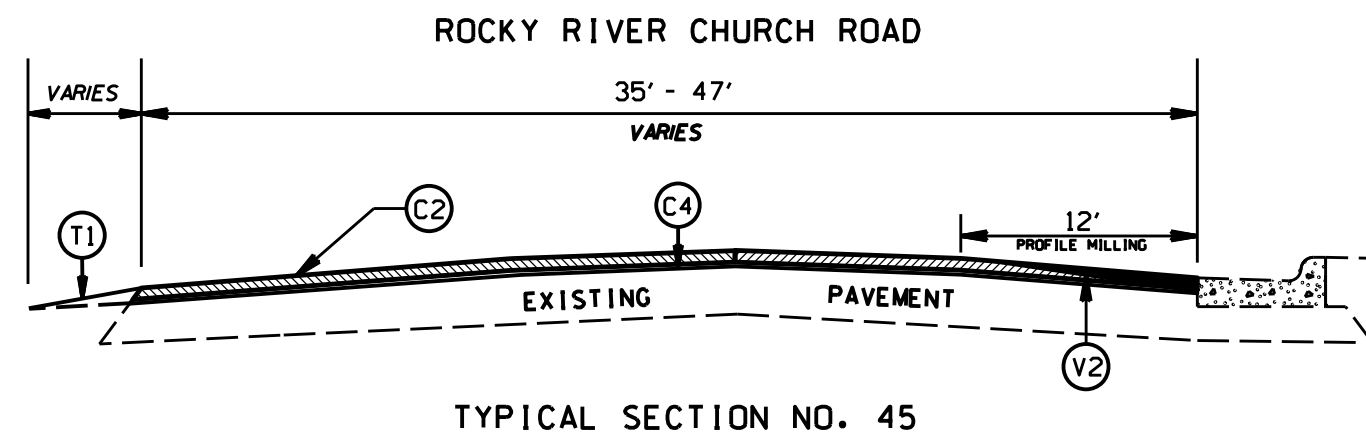 ROCKY RIVER CHURCH ROAD
VARIES
35' - 47'
VARIES
C2
C4
T1
12'
PROFILE MILLING
EXISTING PAVEMENT
V2
TYPICAL SECTION NO. 45